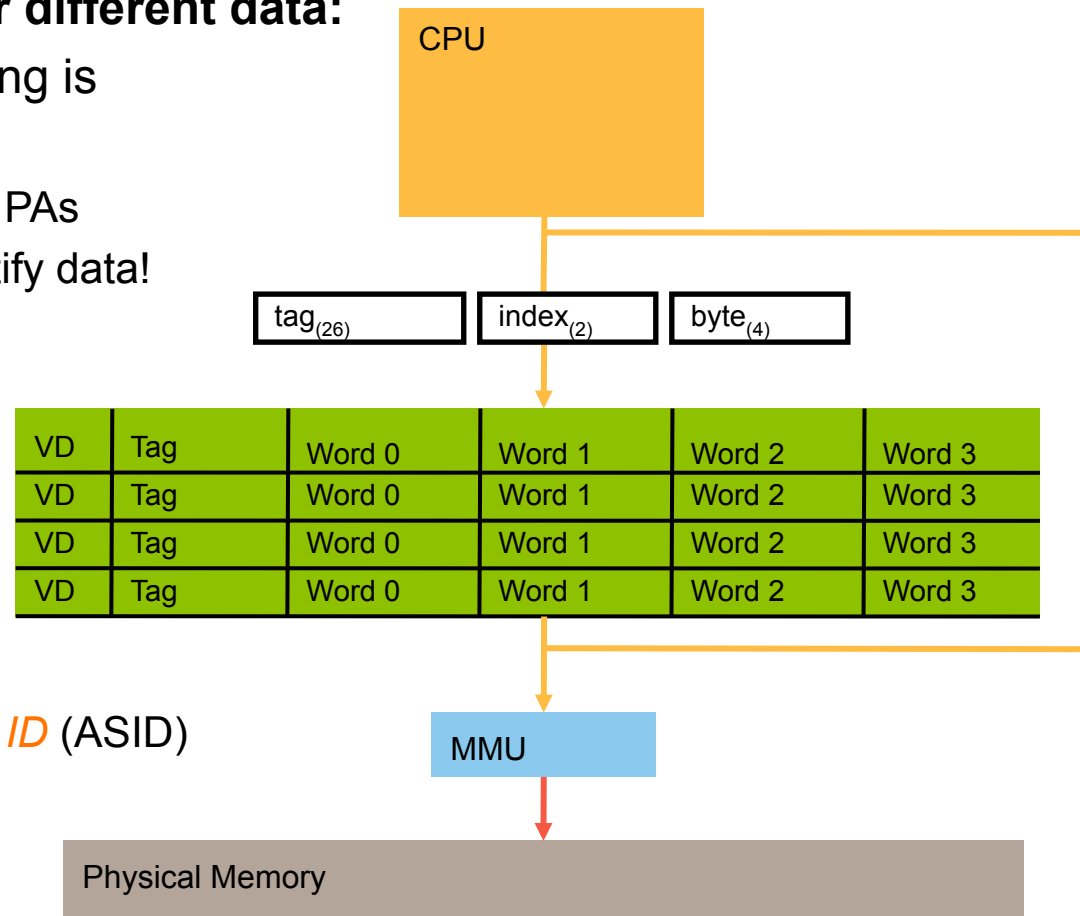 r different data:
ng is
PAs
tify data!
ID (ASID)
CPU
tag(26) index(2) byte(4)
VD Tag Word 0 Word 1 Word 2 Word 3
VD Tag Word 0 Word 1 Word 2 Word 3
VD Tag Word 0 Word 1 Word 2 Word 3
VD Tag Word 0 Word 1 Word 2 Word 3
MMU
Physical Memory